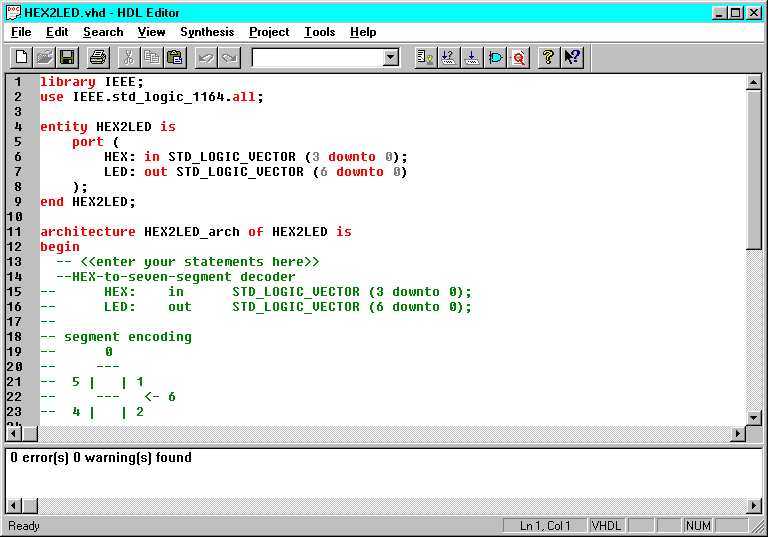 HEX2LED.vhd - HDL Editor
File Edit Search View Synthesis Project Tools Help
1 library IEEE;
2 use IEEE.std_logic_1164.all;
3
4 entity HEX2LED is
5     port (
6         HEX: in STD_LOGIC_VECTOR (3 downto 0);
7         LED: out STD_LOGIC_VECTOR (6 downto 0)
8     );
9 end HEX2LED;
10
11 architecture HEX2LED_arch of HEX2LED is
12 begin
13   -- <<enter your statements here>>
14   --HEX-to-seven-segment decoder
15 --      HEX:    in      STD_LOGIC_VECTOR (3 downto 0);
16 --      LED:    out     STD_LOGIC_VECTOR (6 downto 0);
17 --
18 -- segment encoding
19 --      0
20 --     ---
21 --  5 |   | 1
22 --     ---   <- 6
23 --  4 |   | 2
0 error(s) 0 warning(s) found
Ready Ln 1, Col 1 VHDL NUM